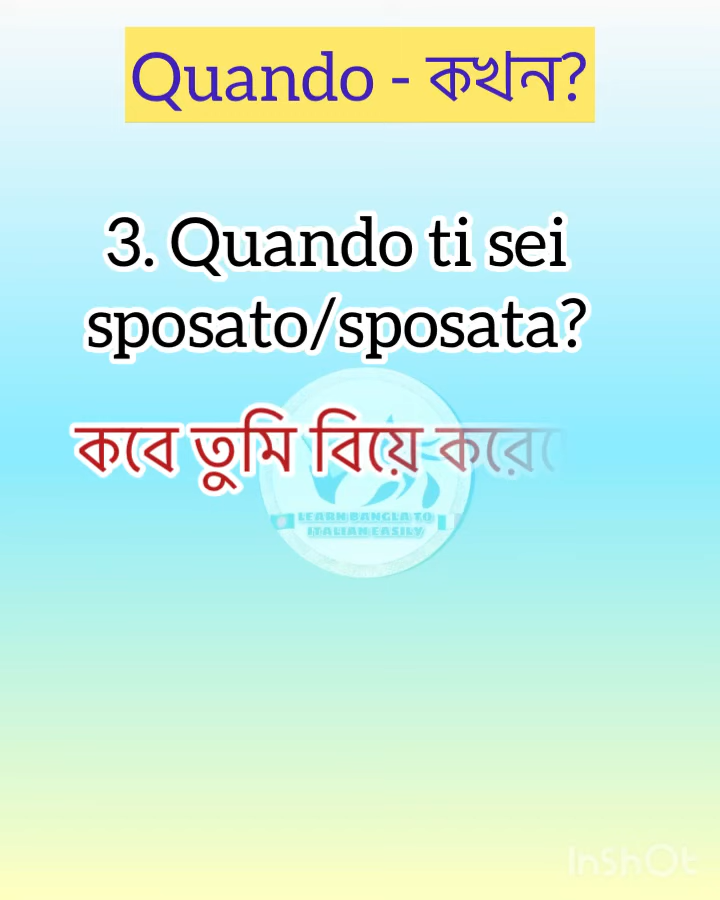 Quando - কখন?
3. Quando ti sei
sposato/sposata?
কবে তুমি বিয়ে
LEARN BANGLA TO
ITALIAN EASILY
InShOt